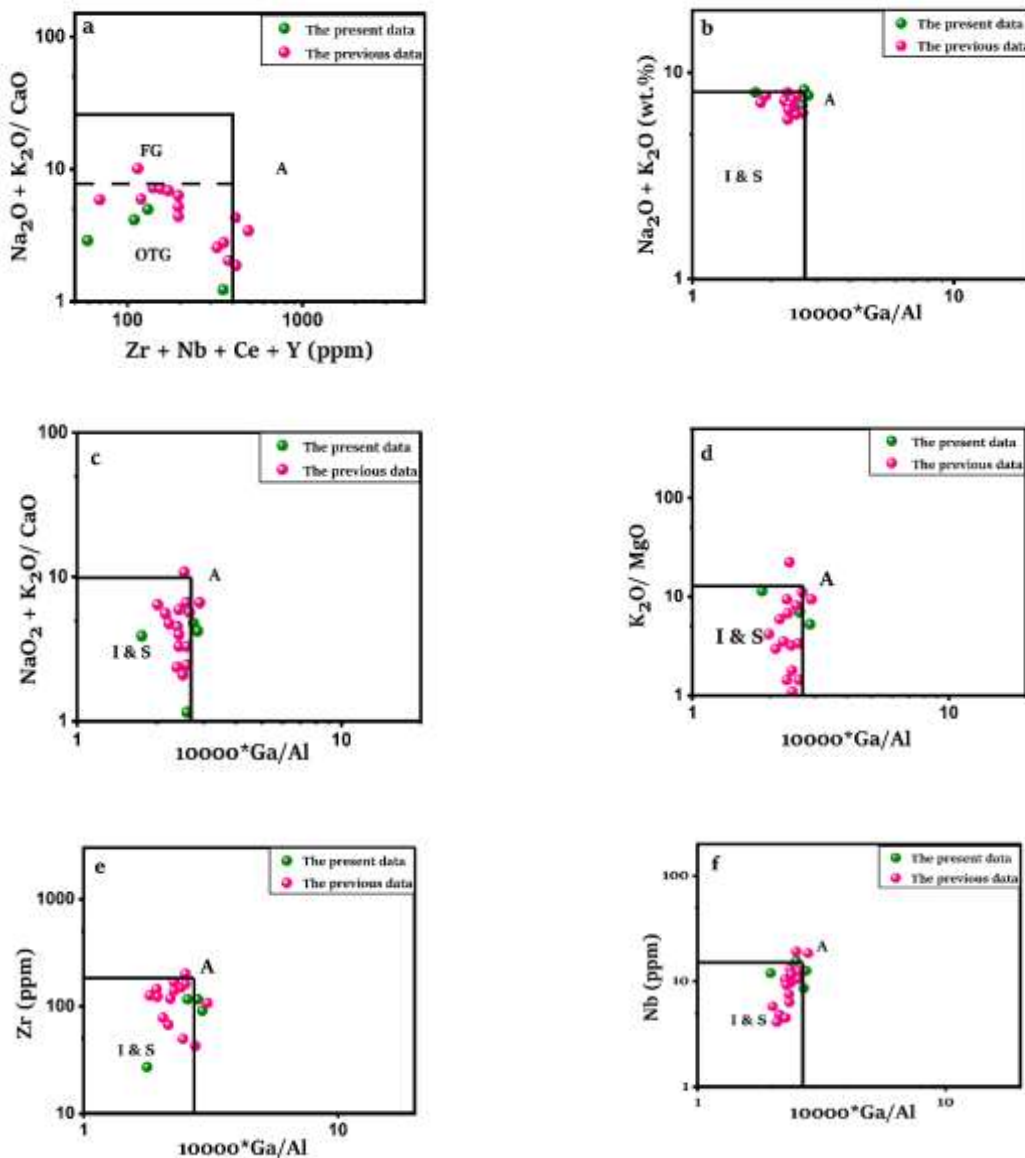 a
The present data
The previous data
100
10
1
Na₂O + K₂O/ CaO
FG
A
OTG
100
1000
Zr + Nb + Ce + Y (ppm)
b
The present data
The previous data
10
1
Na₂O + K₂O (wt.%)
A
I & S
1
10
10000*Ga/Al
c
The present data
The previous data
100
10
1
NaO₂ + K₂O/ CaO
A
I & S
1
10
10000*Ga/Al
d
The present data
The previous data
100
10
1
K₂O/ MgO
A
I & S
1
10
10000*Ga/Al
e
The present data
The previous data
1000
100
10
Zr (ppm)
A
I & S
1
10
10000*Ga/Al
f
The present data
The previous data
100
10
1
Nb (ppm)
A
I & S
1
10
10000*Ga/Al